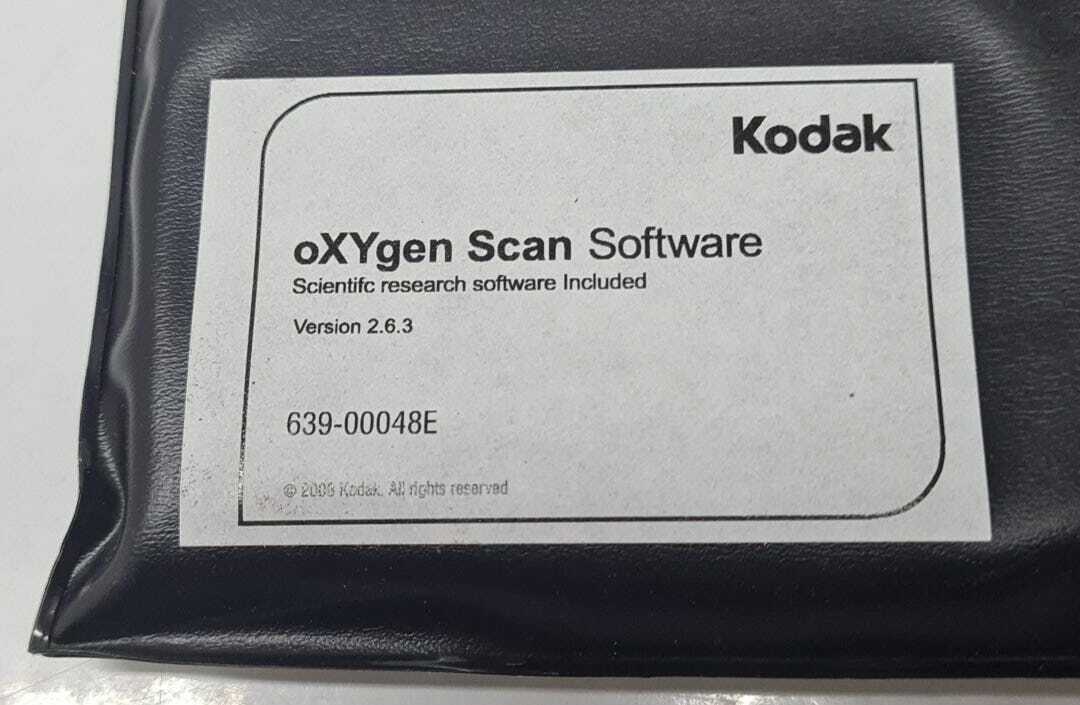 Kodak
oXYgen Scan Software
Scientifc research software Included
Version 2.6.3
639-00048E
© Kodak. All rights reserved